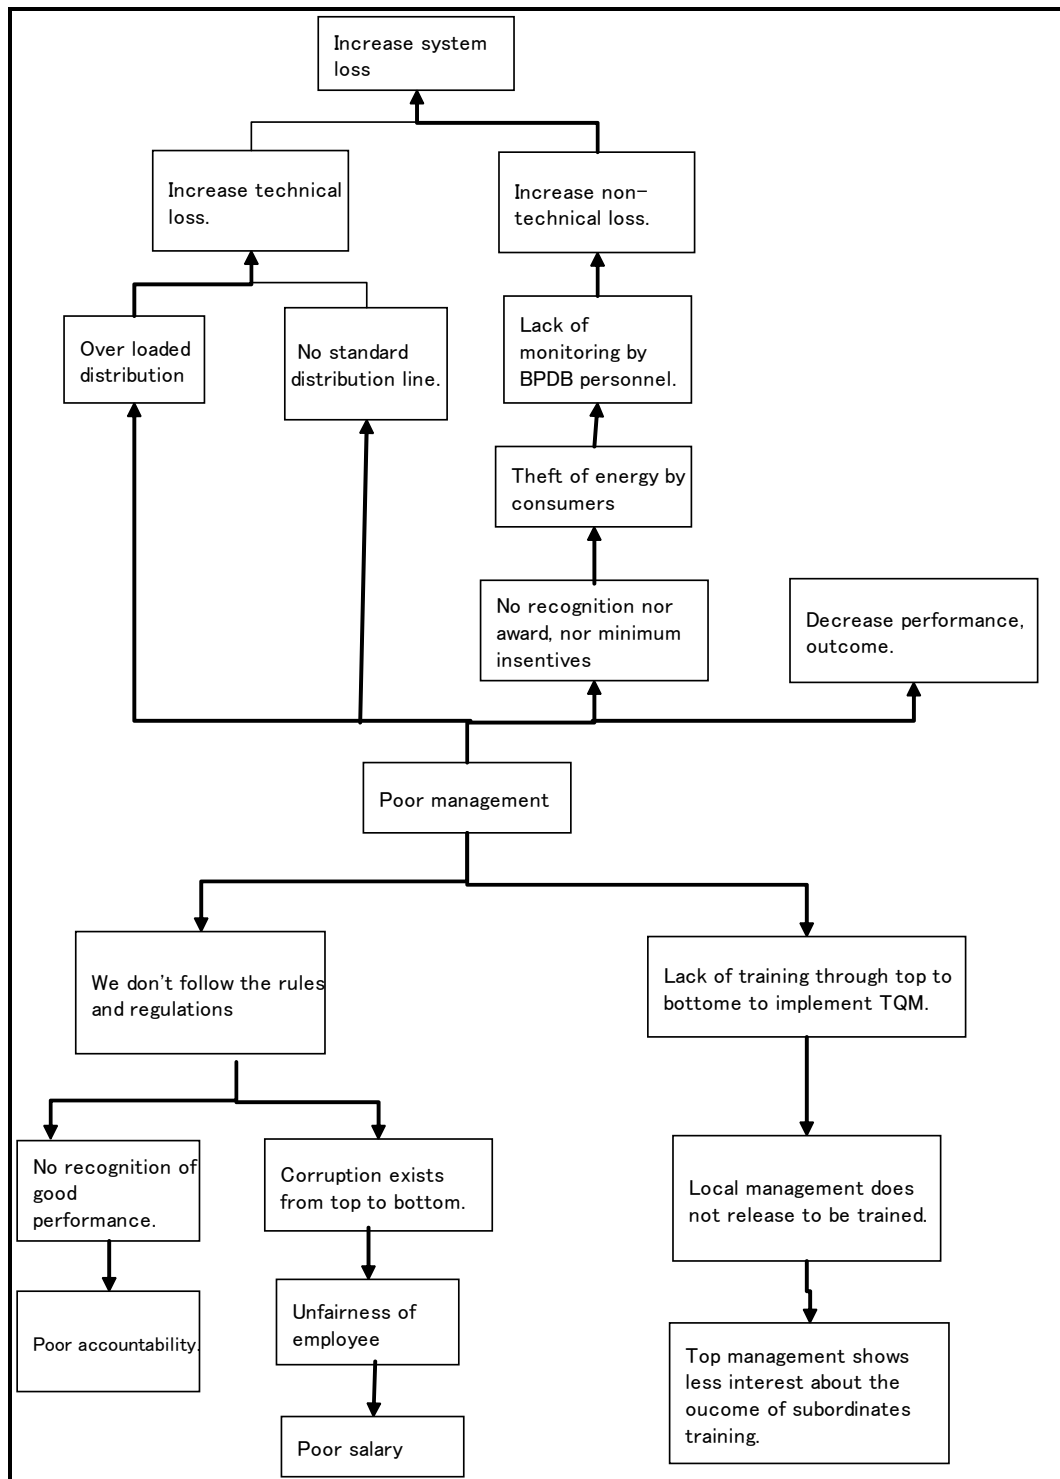 Increase system
loss
Increase technical
loss.
Increase non-
technical loss.
Over loaded
distribution
No standard
distribution line.
Lack of
monitoring by
BPDB personnel.
Theft of energy by
consumers
No recognition nor
award, nor minimum
insentives
Decrease performance,
outcome.
Poor management
We don't follow the rules
and regulations
Lack of training through top to
bottome to implement TQM.
No recognition of
good
performance.
Corruption exists
from top to bottom.
Local management does
not release to be trained.
Poor accountability.
Unfairness of
employee
Top management shows
less interest about the
oucome of subordinates
training.
Poor salary